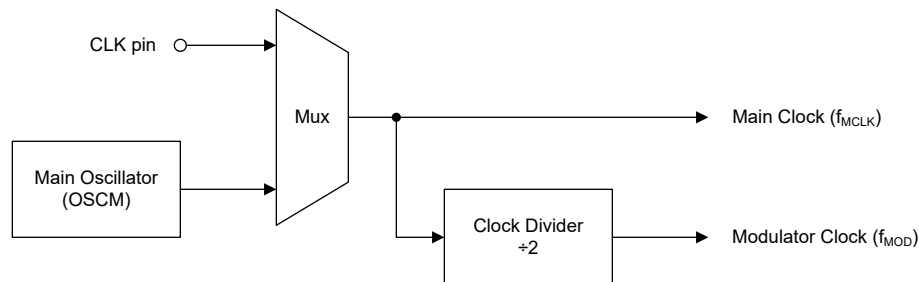 CLK pin
Mux
Main Clock (fMCLK)
Main Oscillator
(OSCM)
Clock Divider
÷2
Modulator Clock (fMOD)